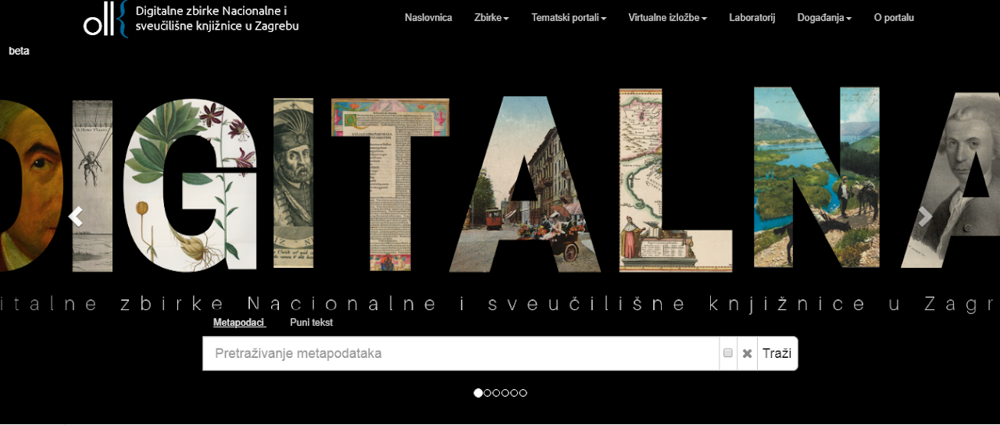 Digitalne zbirke Nacionalne i
sveučilišne knjižnice u Zagrebu
Naslovnica Zbirke Tematski portali Virtualne izložbe Laboratorij Događanja O portalu
beta
DIGITALNA
italne zbirke Nacionalne i sveučilišne knjižnice u Zagr
Metapodaci Puni tekst
Pretraživanje metapodataka Traži